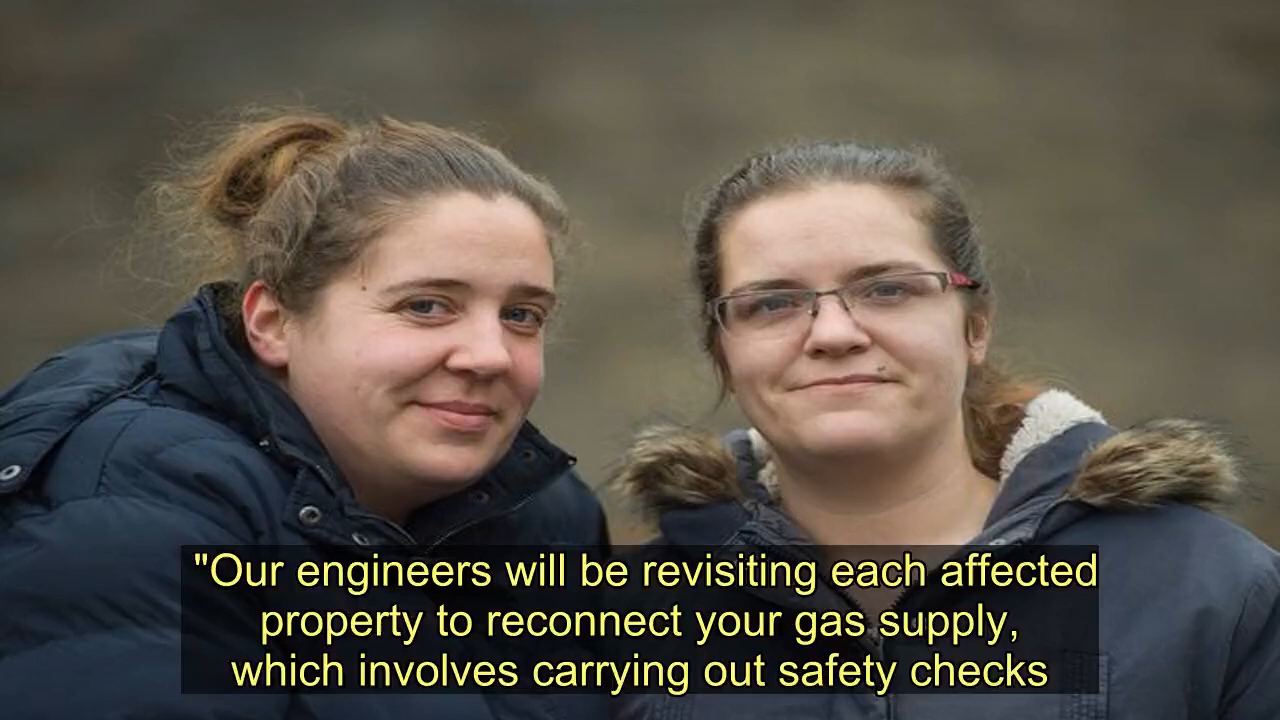 "Our engineers will be revisiting each affected
property to reconnect your gas supply,
which involves carrying out safety checks